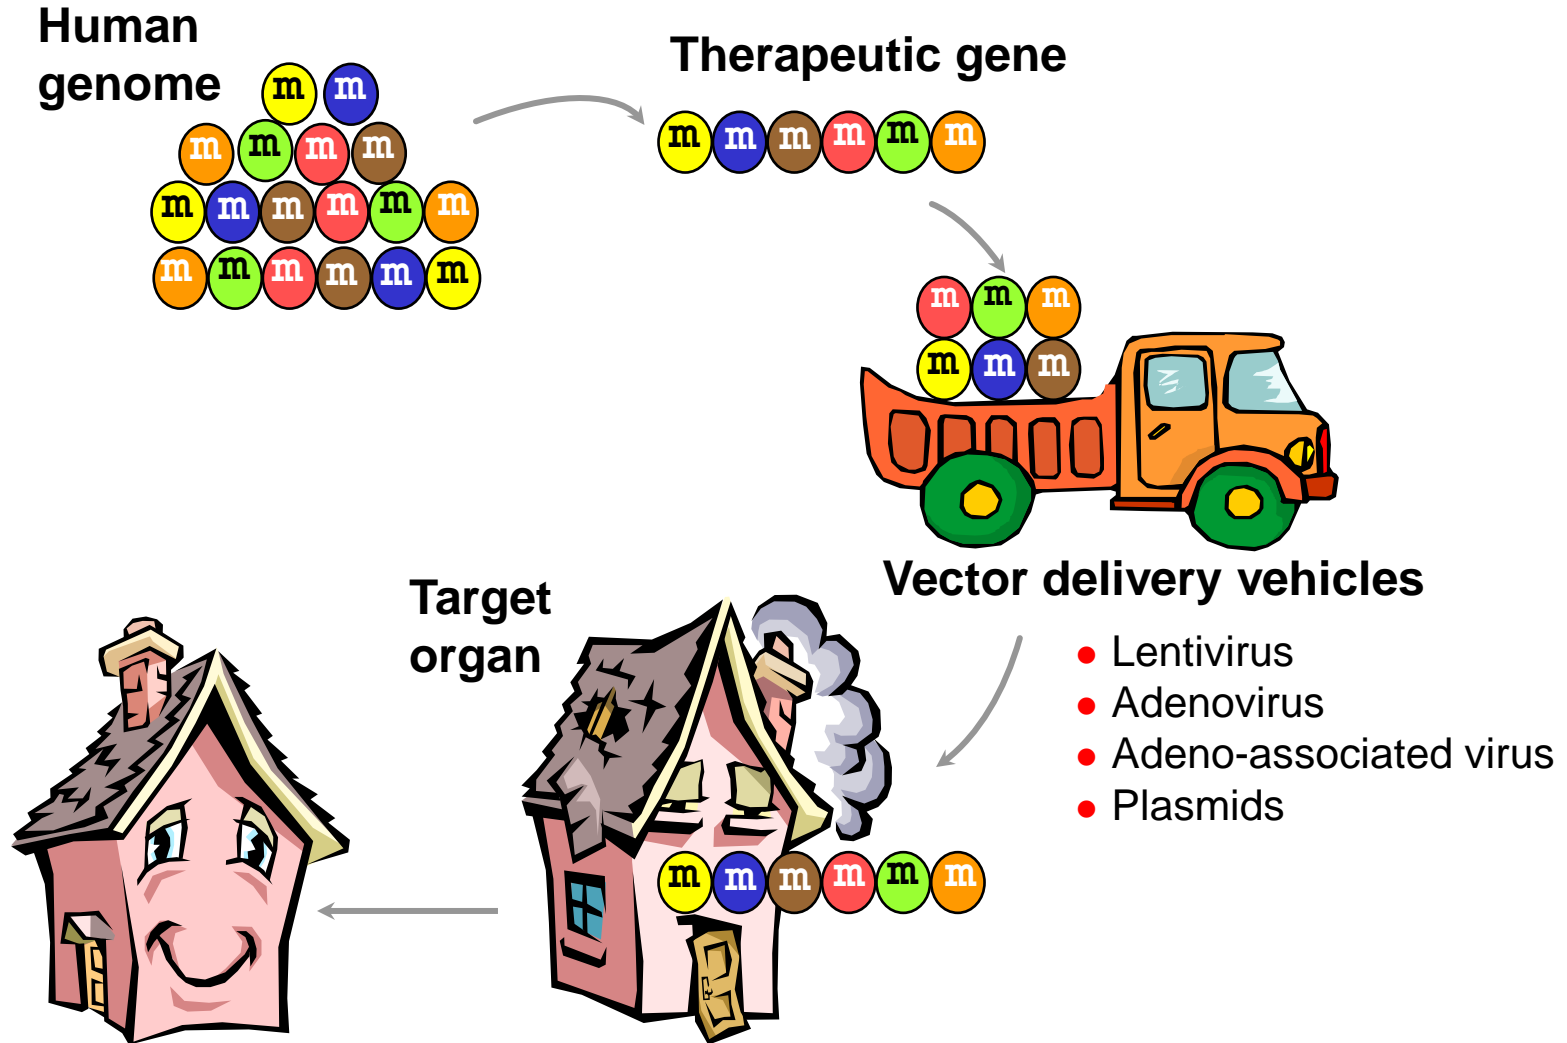 Human
genome
m m
m m m m
m m m m m m
m m m m m m
Therapeutic gene
m m m m m m
m m m
m m m
Vector delivery vehicles
● Lentivirus
● Adenovirus
● Adeno-associated virus
● Plasmids
Target
organ
m m m m m m